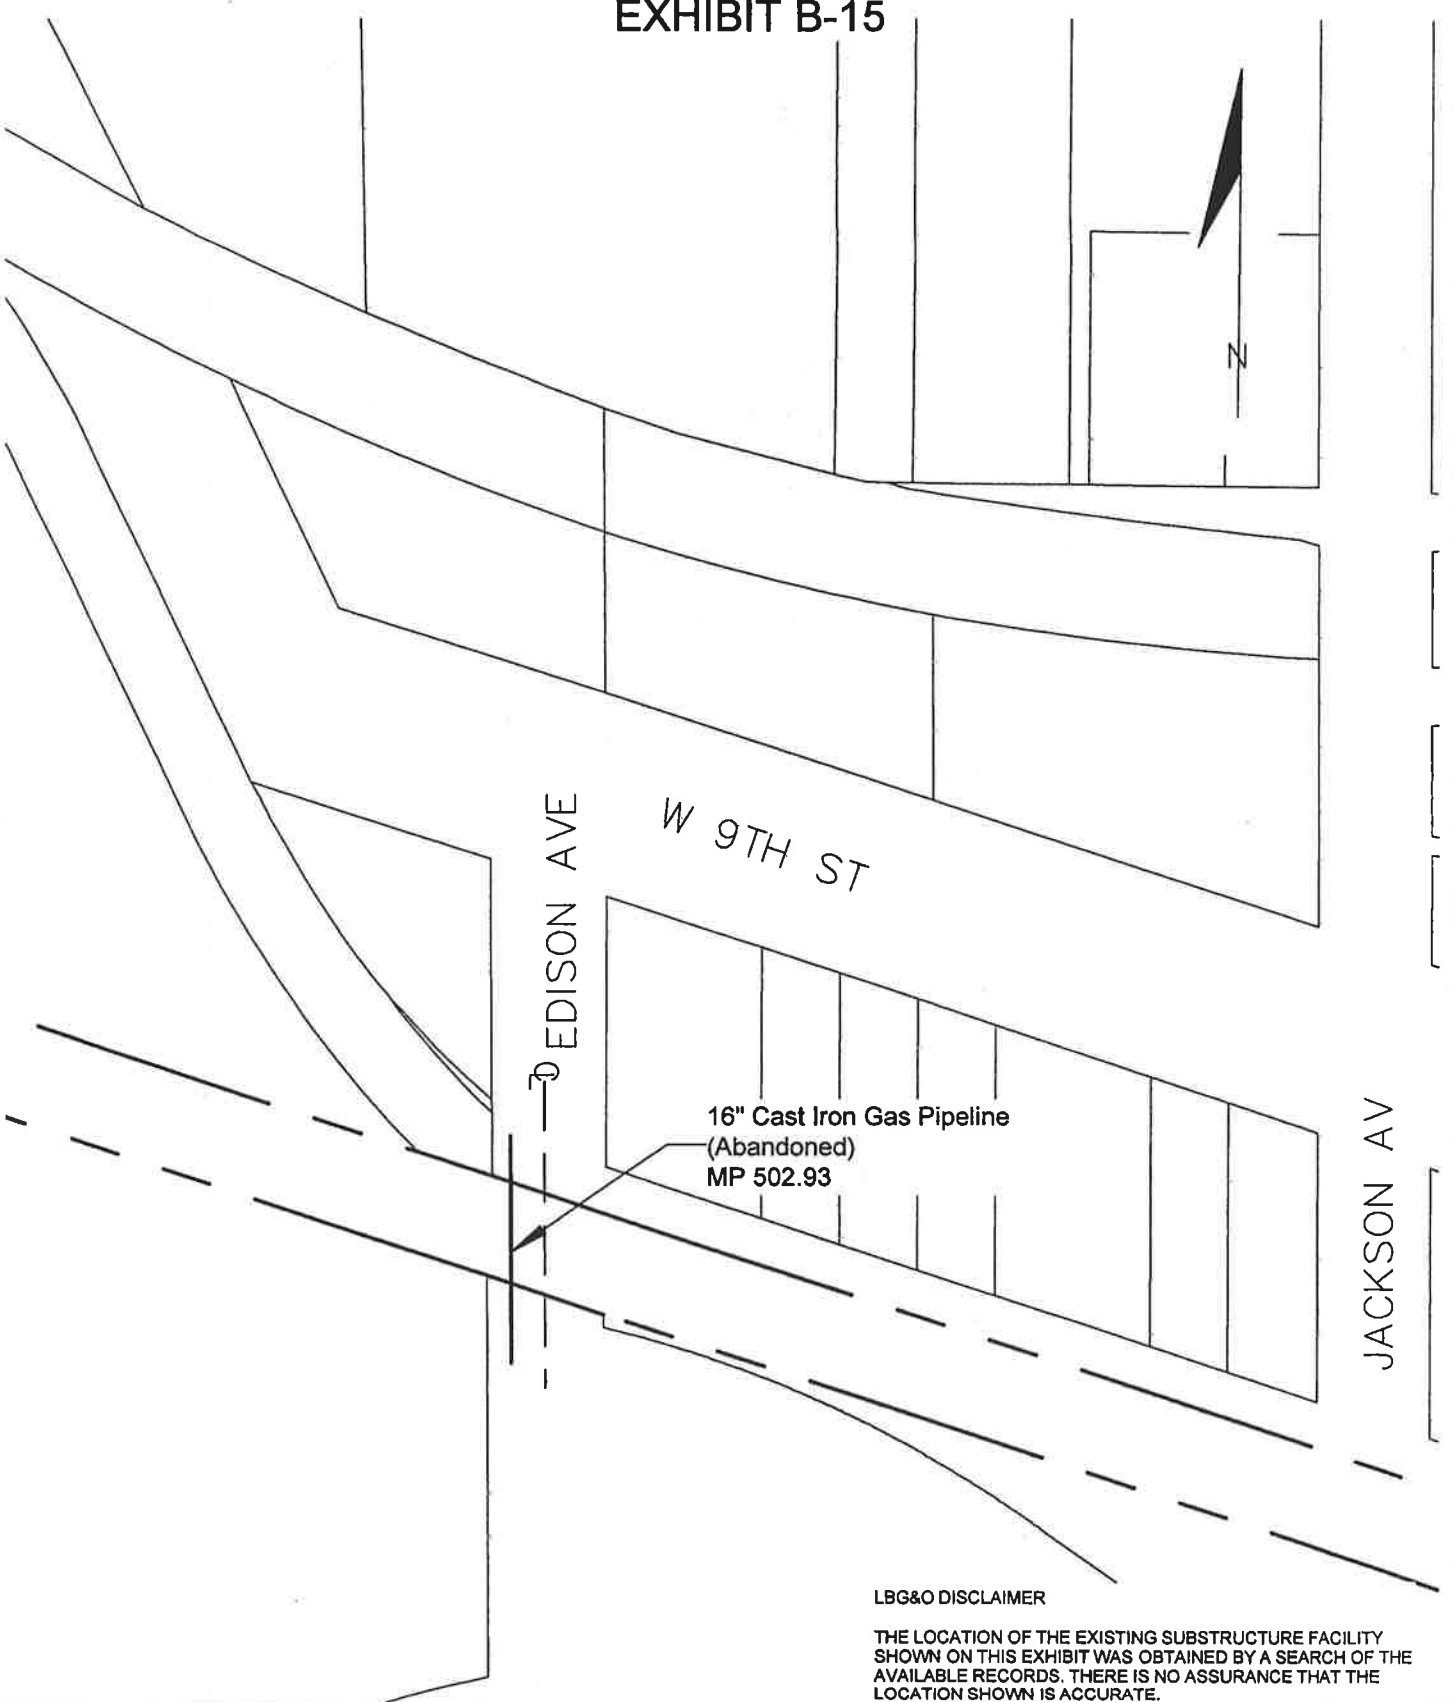 EXHIBIT B-15
N
W 9TH ST
EDISON AVE
16" Cast Iron Gas Pipeline
(Abandoned)
MP 502.93
JACKSON AV
LBG&O DISCLAIMER
THE LOCATION OF THE EXISTING SUBSTRUCTURE FACILITY
SHOWN ON THIS EXHIBIT WAS OBTAINED BY A SEARCH OF THE
AVAILABLE RECORDS. THERE IS NO ASSURANCE THAT THE
LOCATION SHOWN IS ACCURATE.